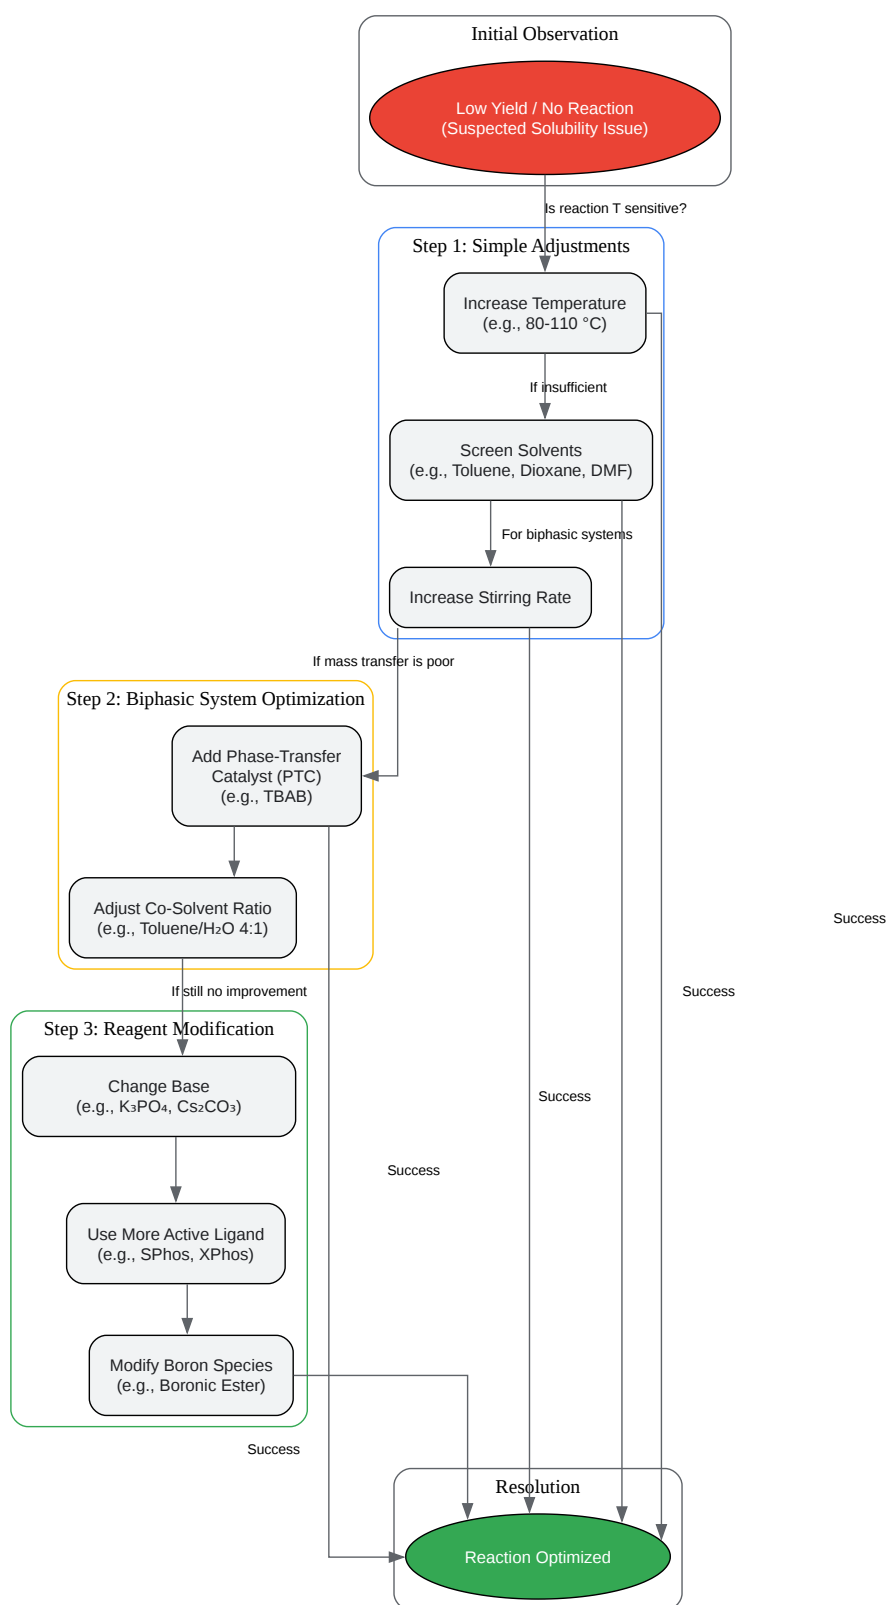 Initial Observation
Low Yield / No Reaction
(Suspected Solubility Issue)
Is reaction T sensitive?
Step 1: Simple Adjustments
Increase Temperature
(e.g., 80-110 °C)
If insufficient
Screen Solvents
(e.g., Toluene, Dioxane, DMF)
For biphasic systems
Increase Stirring Rate
If mass transfer is poor
Step 2: Biphasic System Optimization
Add Phase-Transfer
Catalyst (PTC)
(e.g., TBAB)
Adjust Co-Solvent Ratio
(e.g., Toluene/H₂O 4:1)
Success
If still no improvement
Success
Step 3: Reagent Modification
Change Base
(e.g., K₃PO₄, Cs₂CO₃)
Success
Success
Use More Active Ligand
(e.g., SPhos, XPhos)
Modify Boron Species
(e.g., Boronic Ester)
Success
Resolution
Reaction Optimized